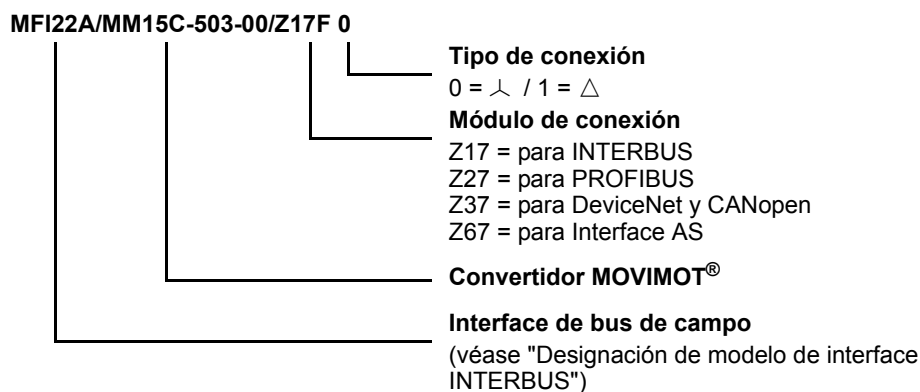 MFI22A/MM15C-503-00/Z17F 0
Tipo de conexión
0 = ⅄ / 1 = △
Módulo de conexión
Z17 = para INTERBUS
Z27 = para PROFIBUS
Z37 = para DeviceNet y CANopen
Z67 = para Interface AS
Convertidor MOVIMOT®
Interface de bus de campo
(véase "Designación de modelo de interface
INTERBUS")